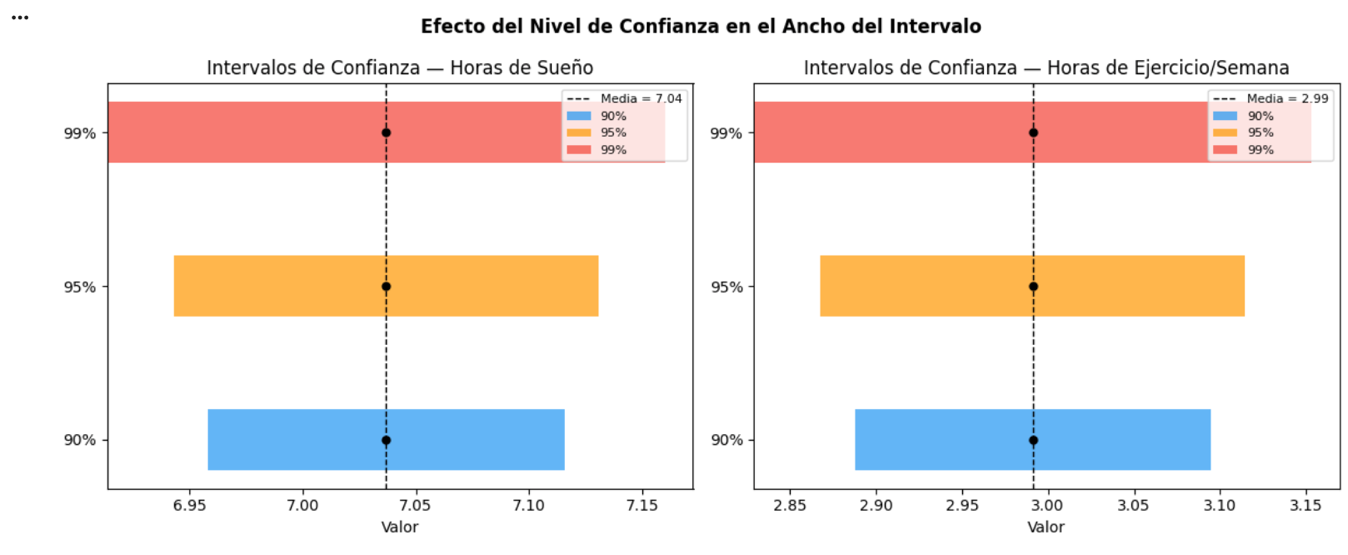 ...
Efecto del Nivel de Confianza en el Ancho del Intervalo
Intervalos de Confianza — Horas de Sueño
Media = 7.04
90%
95%
99%
99%
95%
90%
6.95 7.00 7.05 7.10 7.15
Valor
Intervalos de Confianza — Horas de Ejercicio/Semana
Media = 2.99
90%
95%
99%
99%
95%
90%
2.85 2.90 2.95 3.00 3.05 3.10 3.15
Valor